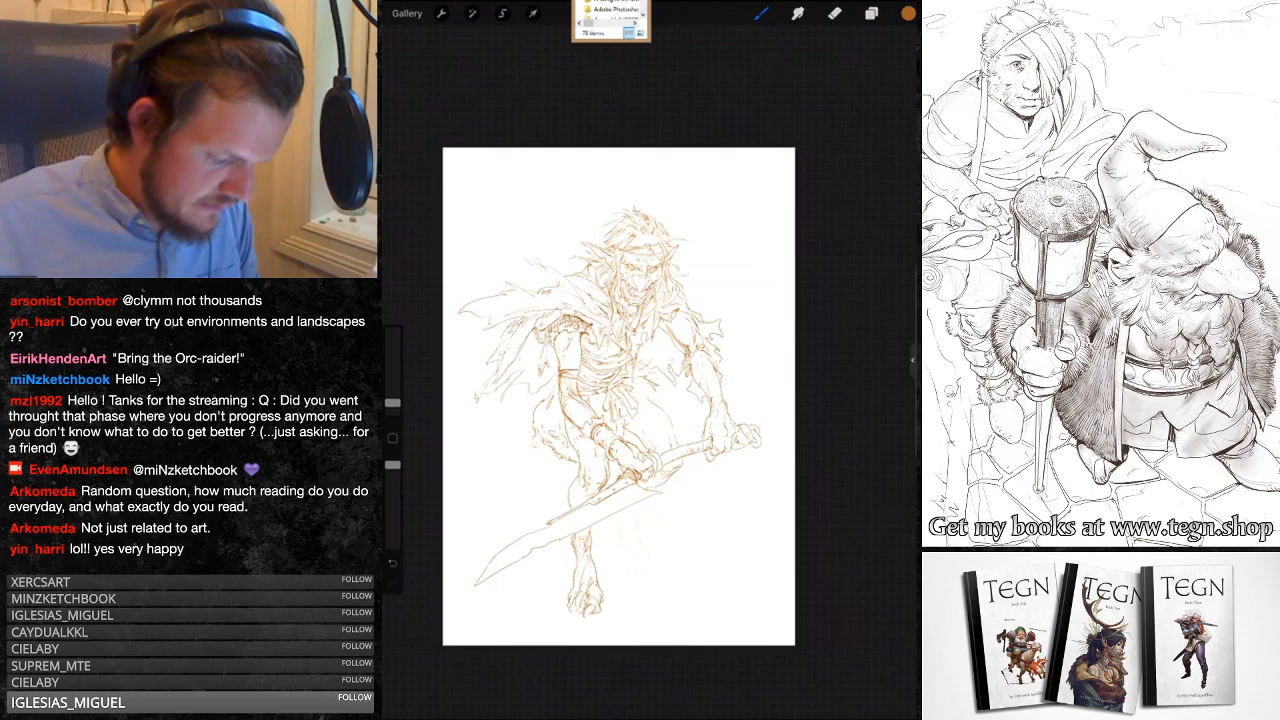 arsonist_bomber @clymm not thousands
yin_harri Do you ever try out environments and landscapes
??
EirikHendenArt "Bring the Orc-raider!"
miNzketchbook Hello =)
mzl1992 Hello ! Tanks for the streaming : Q : Did you went
throught that phase where you don't progress anymore and
you don't know what to do to get better ? (...just asking... for
a friend)
EvenAmundsen @miNzketchbook
Arkomeda Random question, how much reading do you do
everyday, and what exactly do you read.
Arkomeda Not just related to art.
yin_harri lol!! yes very happy
XERCSART FOLLOW
MINZKETCHBOOK FOLLOW
IGLESIAS_MIGUEL FOLLOW
CAYDUALKKL FOLLOW
CIELABY FOLLOW
SUPREM_MTE FOLLOW
CIELABY FOLLOW
IGLESIAS_MIGUEL FOLLOW
Gallery
Adobe Photosho
78 items
Get my books at www.tegn.shop
TEGN
TEGN
TEGN